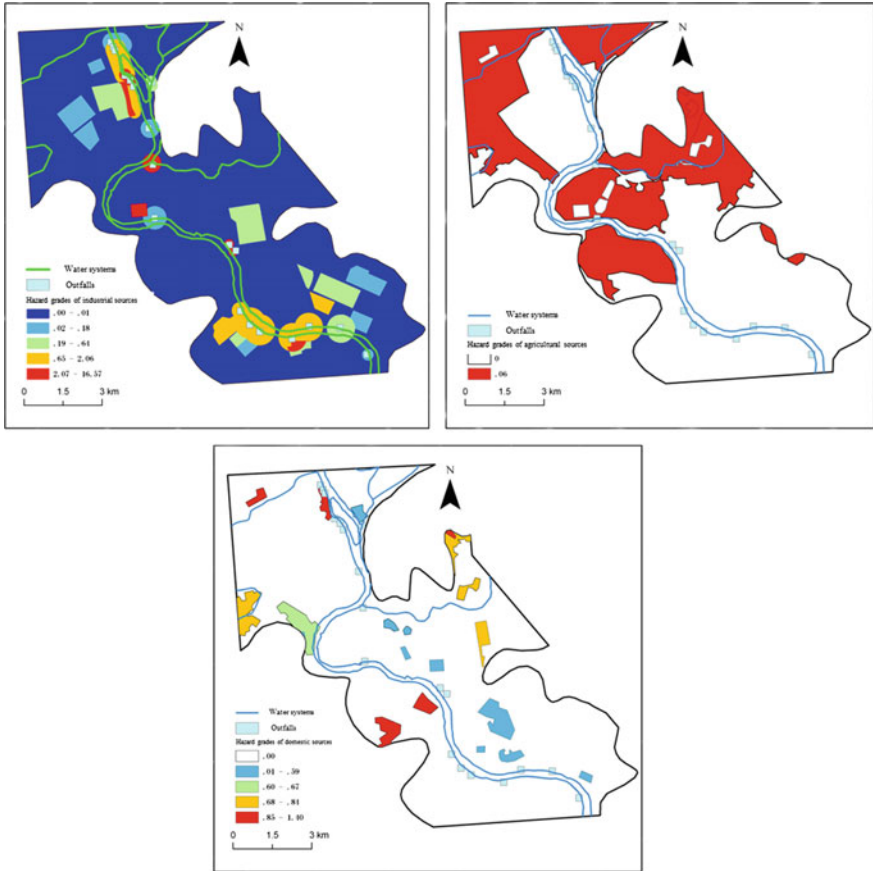 N
Water systems
Outfalls
Hazard grades of industrial sources
.00 - .01
.02 - .18
.19 - .64
.65 - 2.06
2.07 - 16.57
0 1.5 3 km
N
Water systems
Outfalls
Hazard grades of agricultural sources
0
.06
0 1.5 3 km
N
Water systems
Outfalls
Hazard grades of domestic sources
.00
.01 - .59
.60 - .67
.68 - .84
.85 - 1.40
0 1.5 3 km